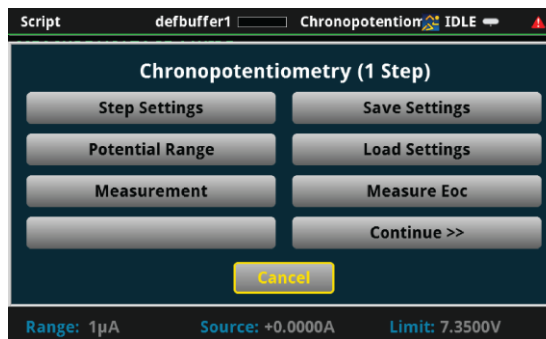 Script defbuffer1 Chronopotentiom IDLE
Chronopotentiometry (1 Step)
Step Settings Save Settings
Potential Range Load Settings
Measurement Measure Eoc
Continue >>
Cancel
Range: 1µA Source: +0.0000A Limit: 7.3500V